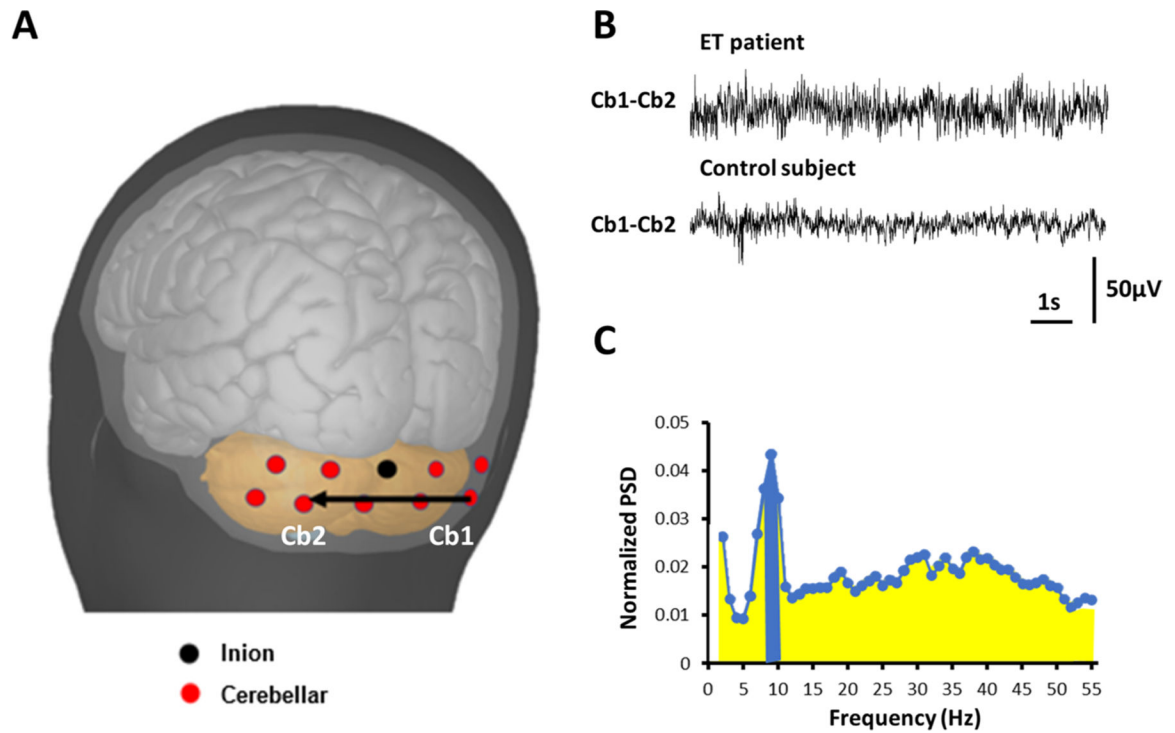 A
Cb2
Cb1
Inion
Cerebellar
B
ET patient
Cb1-Cb2
Control subject
Cb1-Cb2
50μV
1s
C
0.05
0.04
0.03
0.02
0.01
0
Normalized PSD
0 5 10 15 20 25 30 35 40 45 50 55
Frequency (Hz)